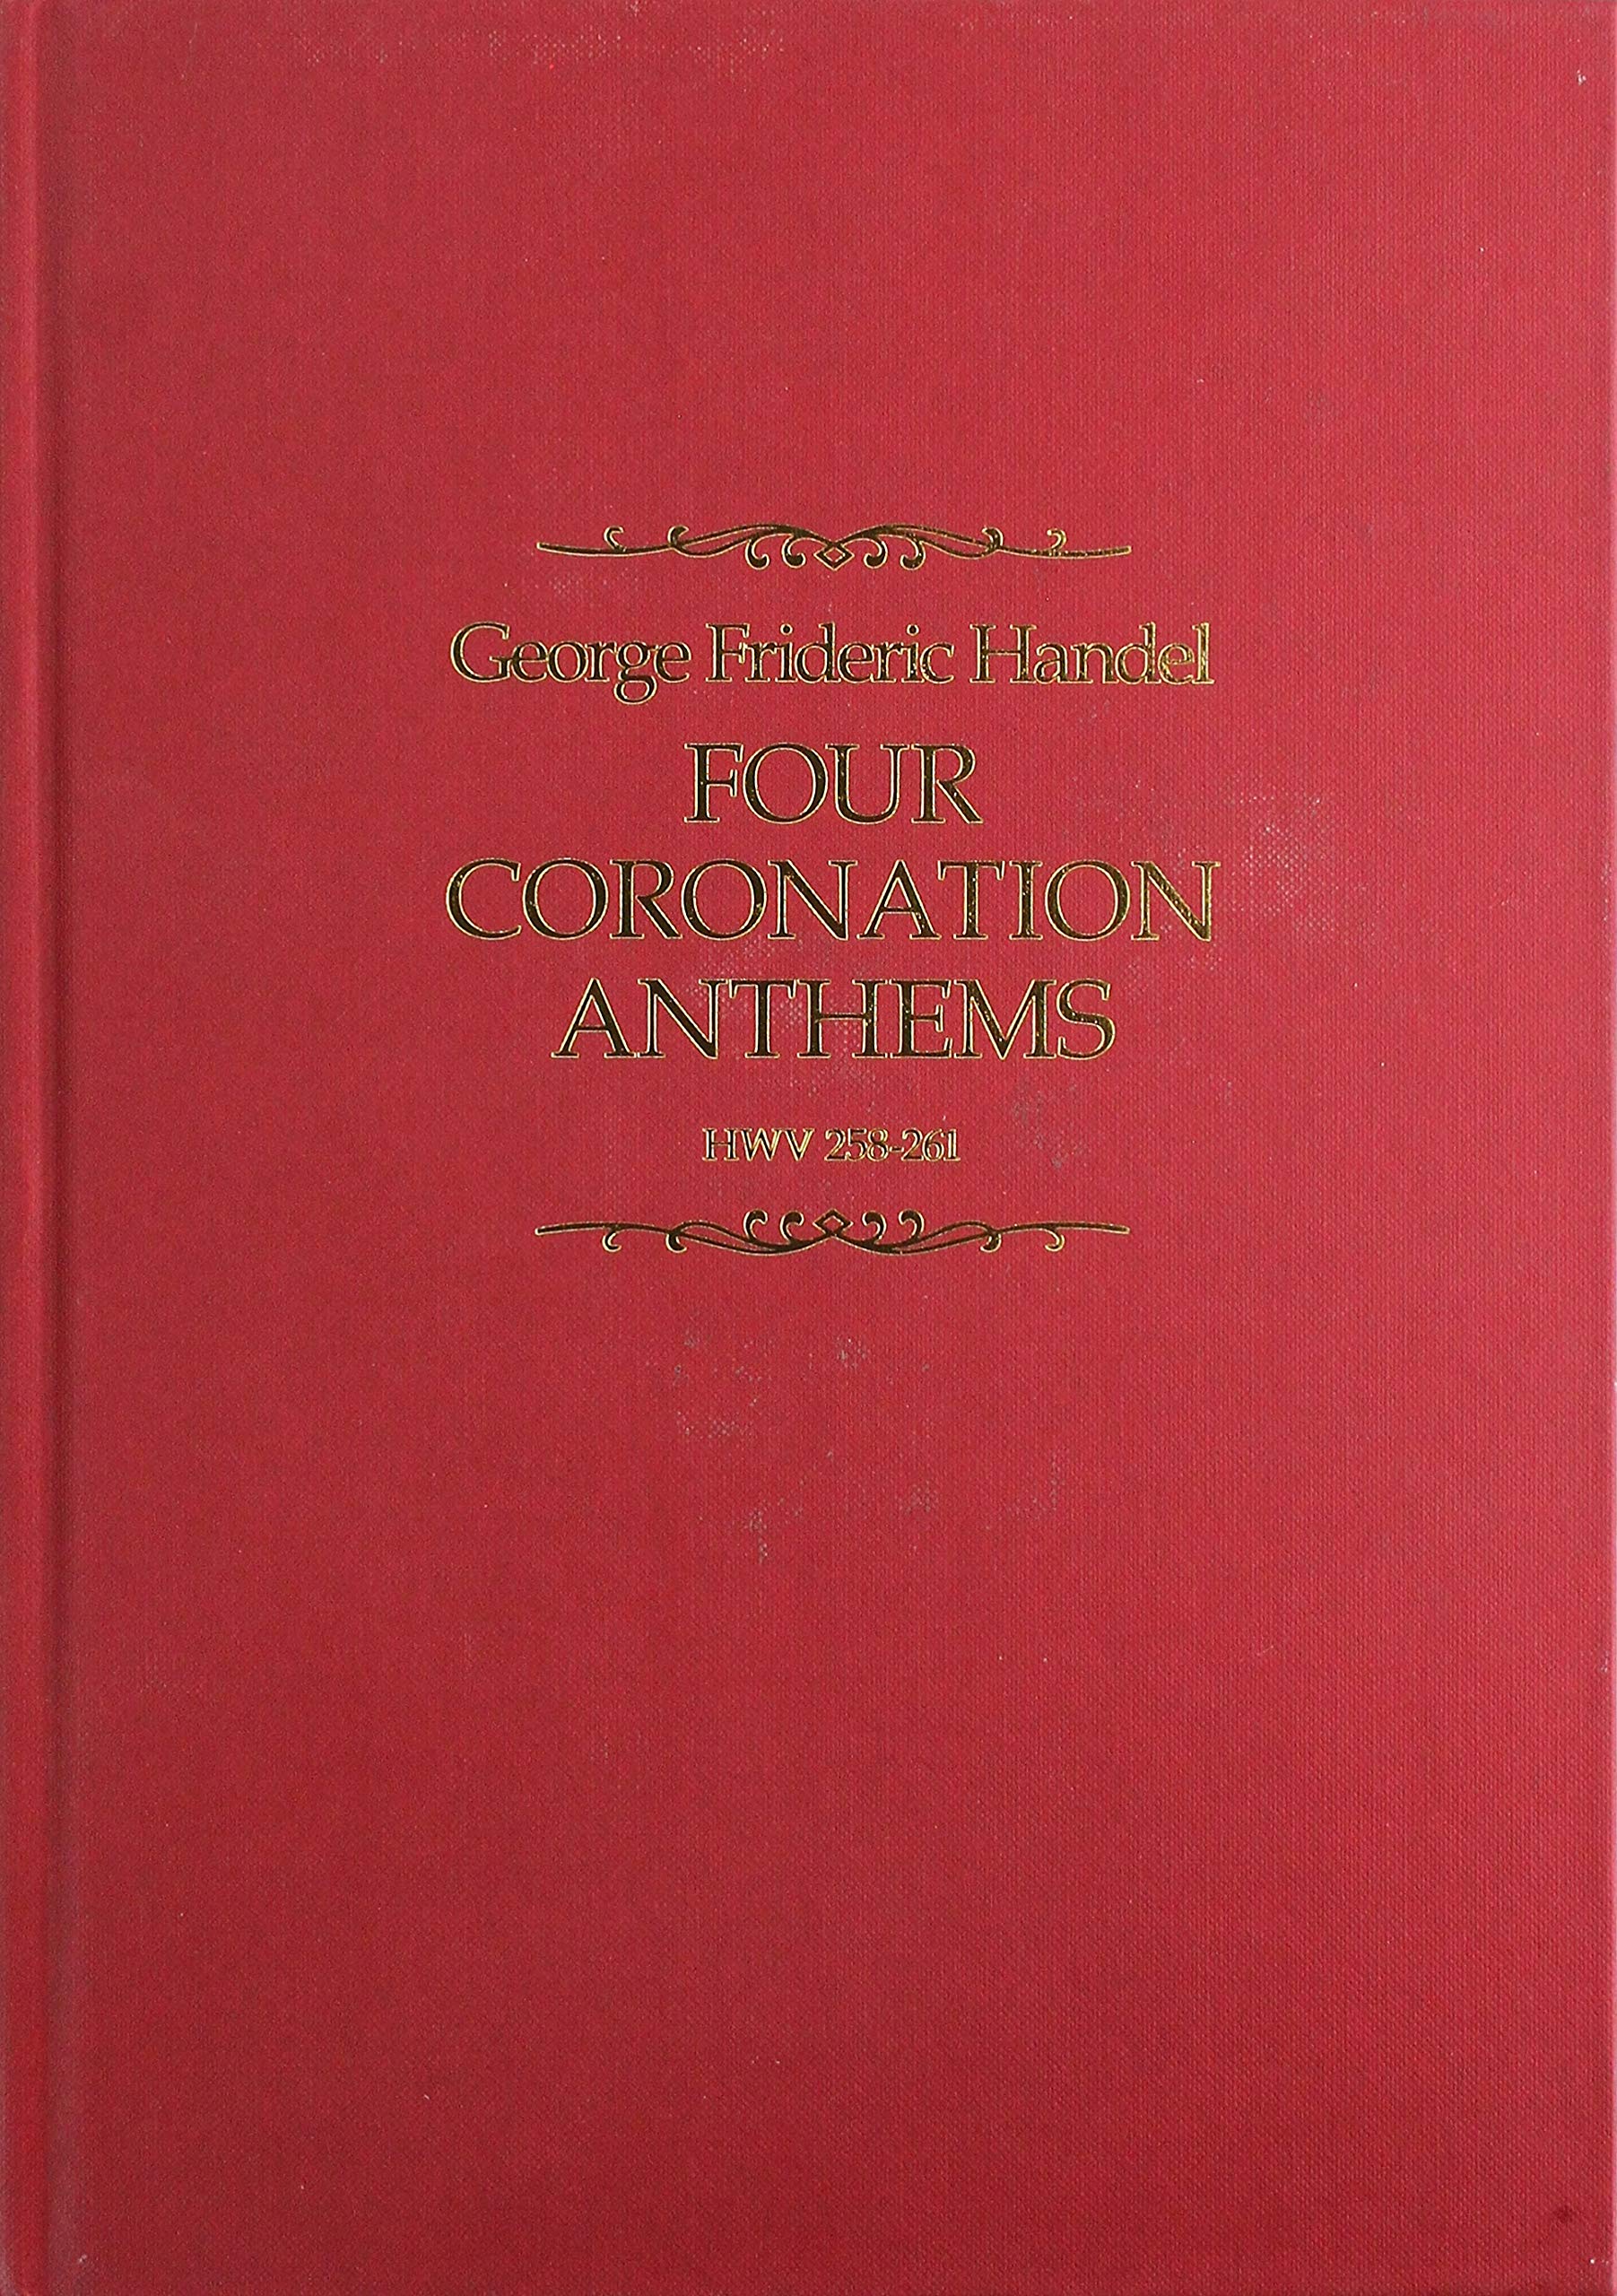 George Frideric Handel
FOUR
CORONATION
ANTHEMS
HWV 258-261